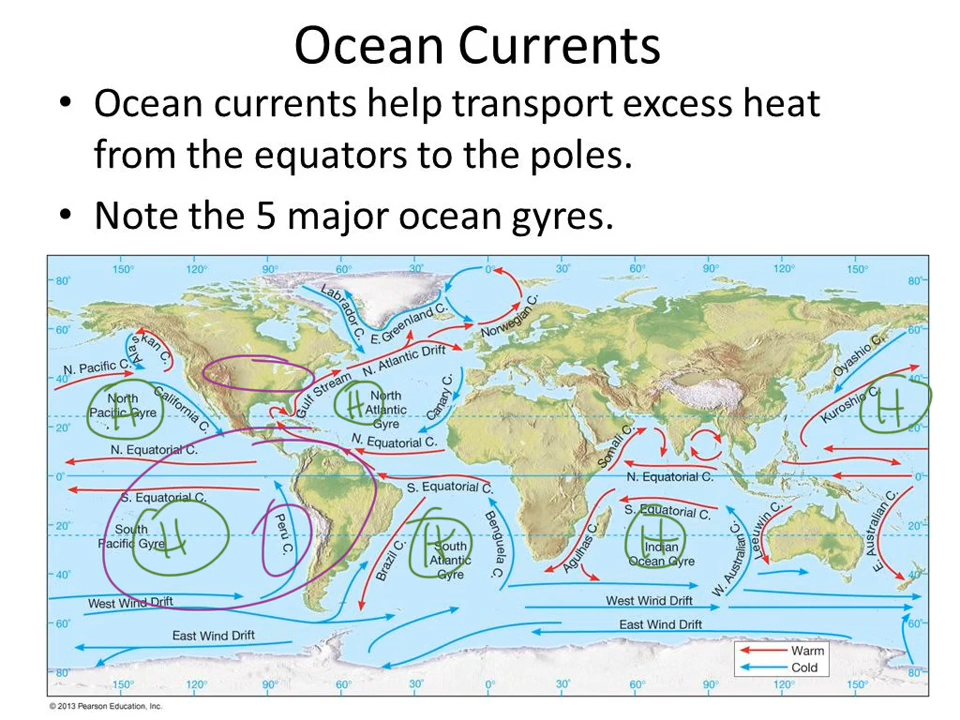 Ocean Currents
• Ocean currents help transport excess heat
from the equators to the poles.
• Note the 5 major ocean gyres.
150° 120° 90° 60° 30° 0° 30° 60° 90° 120° 150°
80° 80°
Labrador C.
E. Greenland C.
Norwegian C.
60° 60°
Alaskan C.
Oyashio C.
N. Pacific C.
N. Atlantic Drift
40° 40°
North
Pacific Gyre
H
California C.
Gulf Stream
H
North
Atlantic
Gyre
Canary C.
Kuroshio C.
H
20° 20°
N. Equatorial C.
N. Equatorial C.
Somali C.
0° 0°
N. Equatorial C.
S. Equatorial C.
S. Equatorial C.
S. Equatorial C.
20° 20°
South
Pacific Gyre
H
Peru C.
Brazil C.
H
South
Atlantic
Gyre
Benguela C.
Agulhas C.
H
Indian
Ocean Gyre
W. Australian C.
Leeuwin C.
E. Australian C.
40° 40°
West Wind Drift
West Wind Drift
60° 60°
East Wind Drift
East Wind Drift
Warm
Cold
80° 80°
150° 120° 90° 60° 30° 0° 30° 60° 90° 120° 150°
© 2013 Pearson Education, Inc.